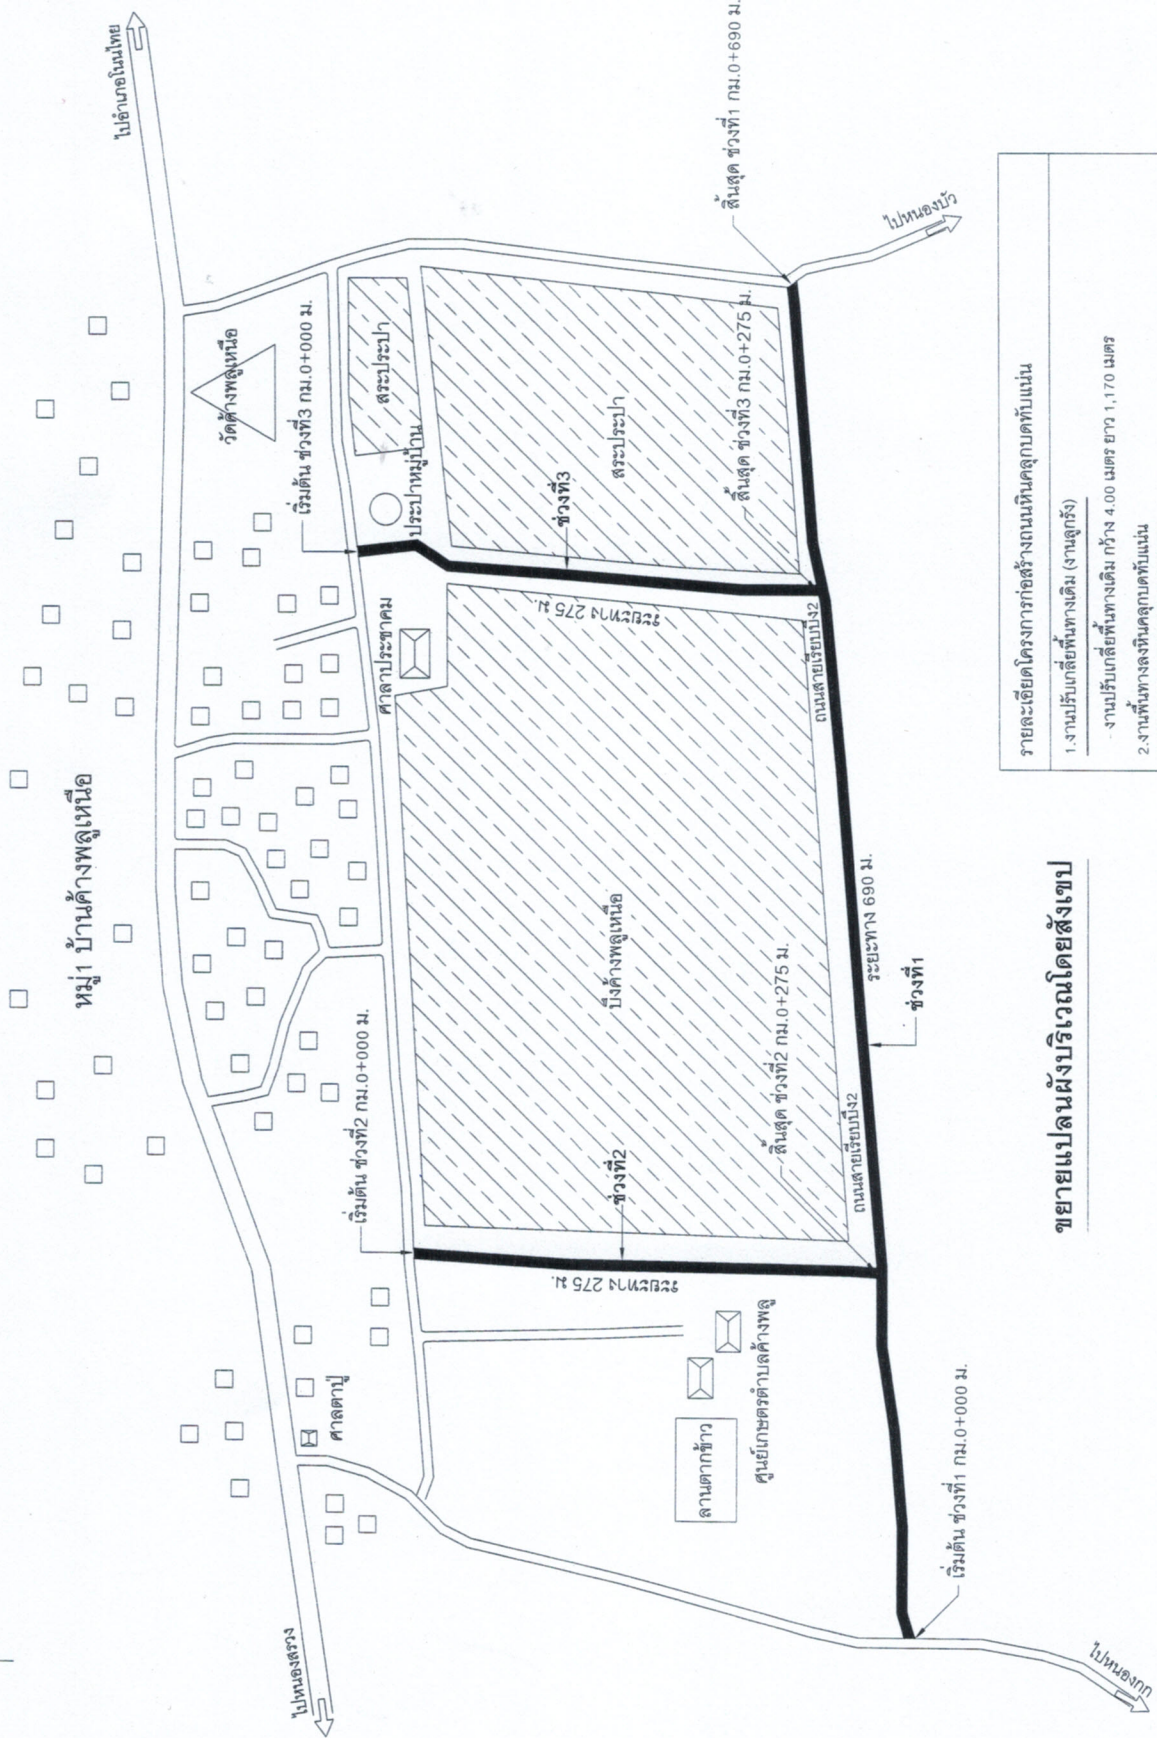 หมู่1 บ้านค้างพลูเหนือ
ไปอำเภอโนนไทย
ไปหนองสรวง
ศาลตาปู่
วัดค้างพลูเหนือ
เริ่มต้น ช่วงที่3 กม.0+000 ม.
เริ่มต้น ช่วงที่2 กม.0+000 ม.
ศาลาประชาคม
ประปาหมู่บ้าน
สระประปา
สระประปา
ช่วงที่3
ระยะทาง 275 ม.
บึงค้างพลูเหนือ
ช่วงที่2
ระยะทาง 275 ม.
ลานตากข้าว
ศูนย์เกษตรตำบลค้างพลู
สิ้นสุด ช่วงที่2 กม.0+275 ม.
สิ้นสุด ช่วงที่3 กม.0+275 ม.
สิ้นสุด ช่วงที่1 กม.0+690 ม.
ถนนสายเรียบบึง2
ถนนสายเรียบบึง2
ระยะทาง 690 ม.
ช่วงที่1
เริ่มต้น ช่วงที่1 กม.0+000 ม.
ไปหนองบัว
ไปหนองกก
ขยายแปลนผังบริเวณโดยสังเขป
รายละเอียดโครงการก่อสร้างถนนหินคลุกบดทับแน่น
1.งานปรับเกลี่ยพื้นทางเดิม (งานลูกรัง)
- งานปรับเกลี่ยพื้นทางเดิม กว้าง 4.00 เมตร ยาว 1,170 เมตร
2.งานพื้นทางลงหินคลุกบดทับแน่น